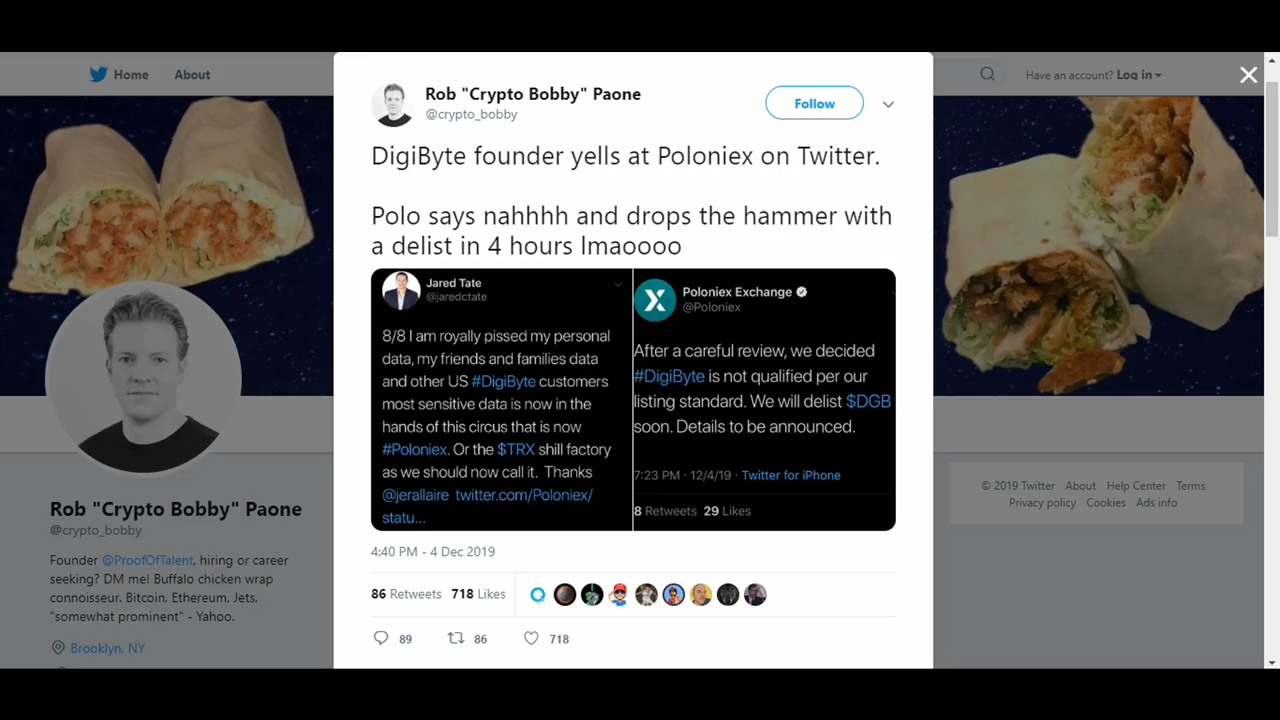 Home
About
Have an account? Log in
Rob "Crypto Bobby" Paone
@crypto_bobby
Follow
DigiByte founder yells at Poloniex on Twitter.
Polo says nahhhh and drops the hammer with
a delist in 4 hours lmaoooo
Jared Tate
@jaredctate
8/8 I am royally pissed my personal
data, my friends and families data
and other US #DigiByte customers
most sensitive data is now in the
hands of this circus that is now
#Poloniex. Or the $TRX shill factory
as we should now call it. Thanks
@jerallaire twitter.com/Poloniex/
statu...
Poloniex Exchange
@Poloniex
After a careful review, we decided
#DigiByte is not qualified per our
listing standard. We will delist $DGB
soon. Details to be announced.
7:23 PM · 12/4/19 · Twitter for iPhone
8 Retweets 29 Likes
4:40 PM - 4 Dec 2019
86 Retweets 718 Likes
89 86 718
Rob "Crypto Bobby" Paone
@crypto_bobby
Founder @ProofOfTalent, hiring or career
seeking? DM me! Buffalo chicken wrap
connoisseur. Bitcoin, Ethereum, Jets.
"somewhat prominent" - Yahoo.
Brooklyn, NY
© 2019 Twitter About Help Center Terms
Privacy policy Cookies Ads info